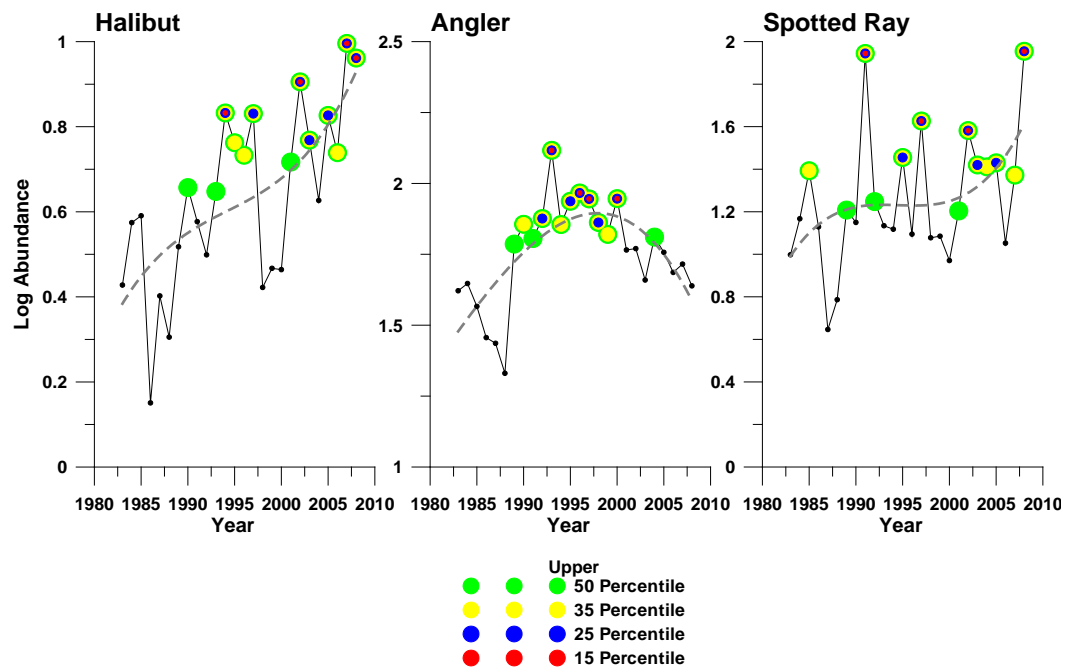 Halibut
Angler
Spotted Ray
Log Abundance
1
0.8
0.6
0.4
0.2
0
1980 1985 1990 1995 2000 2005 2010
Year
2.5
2
1.5
1
1980 1985 1990 1995 2000 2005 2010
Year
2
1.6
1.2
0.8
0.4
0
1980 1985 1990 1995 2000 2005 2010
Year
Upper
50 Percentile
35 Percentile
25 Percentile
15 Percentile